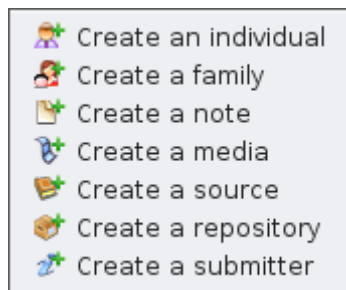 Create an individual
Create a family
Create a note
Create a media
Create a source
Create a repository
Create a submitter